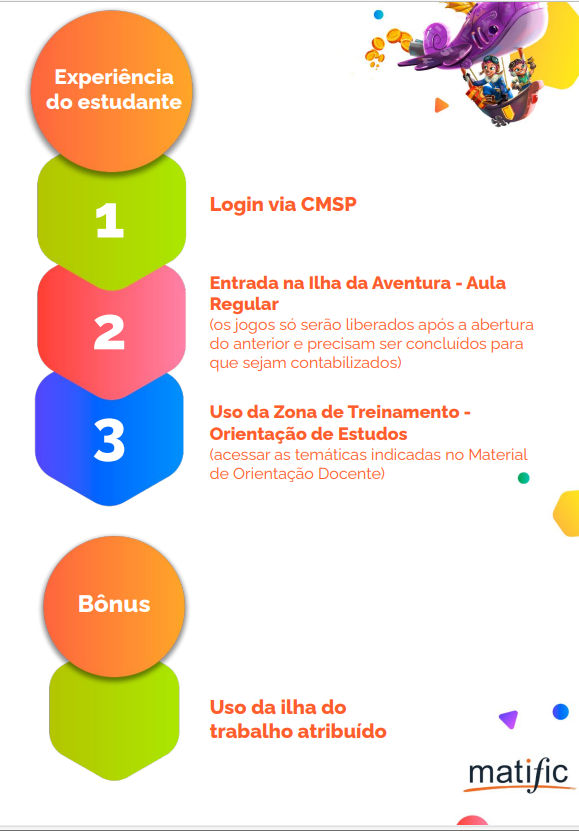 Experiência
do estudante
1
Login via CMSP
2
Entrada na Ilha da Aventura - Aula
Regular
(os jogos só serão liberados após a abertura
do anterior e precisam ser concluídos para
que sejam contabilizados)
3
Uso da Zona de Treinamento -
Orientação de Estudos
(acessar as temáticas indicadas no Material
de Orientação Docente)
Bônus
Uso da ilha do
trabalho atribuído
matific